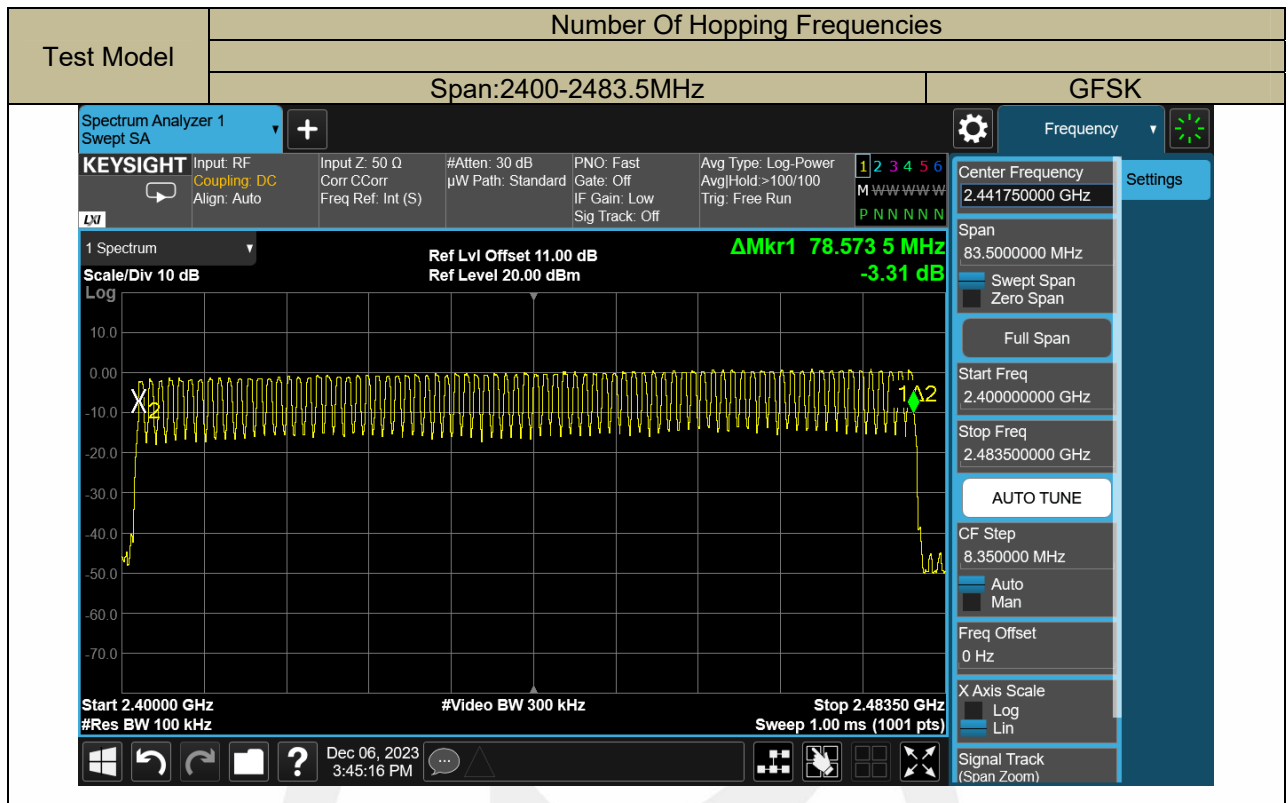 Test Model
Number Of Hopping Frequencies
Span:2400-2483.5MHz
GFSK
Spectrum Analyzer 1
Swept SA
Frequency
KEYSIGHT
LXI
Input: RF
Coupling: DC
Align: Auto
Input Z: 50 Ω
Corr CCorr
Freq Ref: Int (S)
#Atten: 30 dB
µW Path: Standard
PNO: Fast
Gate: Off
IF Gain: Low
Sig Track: Off
Avg Type: Log-Power
Avg|Hold:>100/100
Trig: Free Run
1 2 3 4 5 6
M W W W W W
P N N N N N
1 Spectrum
Scale/Div 10 dB
Log
Ref Lvl Offset 11.00 dB
Ref Level 20.00 dBm
ΔMkr1 78.573 5 MHz
-3.31 dB
10.0
0.00
-10.0
-20.0
-30.0
-40.0
-50.0
-60.0
-70.0
X2
1Δ2
Start 2.40000 GHz
#Res BW 100 kHz
#Video BW 300 kHz
Stop 2.48350 GHz
Sweep 1.00 ms (1001 pts)
Dec 06, 2023
3:45:16 PM
Center Frequency
2.441750000 GHz
Settings
Span
83.5000000 MHz
Swept Span
Zero Span
Full Span
Start Freq
2.400000000 GHz
Stop Freq
2.483500000 GHz
AUTO TUNE
CF Step
8.350000 MHz
Auto
Man
Freq Offset
0 Hz
X Axis Scale
Log
Lin
Signal Track
(Span Zoom)